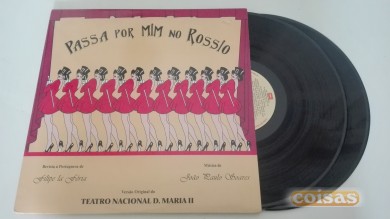 PASSA POR MIM NO ROSSIO
Revista à Portuguesa de
Filipe la Féria
Música de
João Paulo Soares
Versão Original do
TEATRO NACIONAL D. MARIA II
coisas